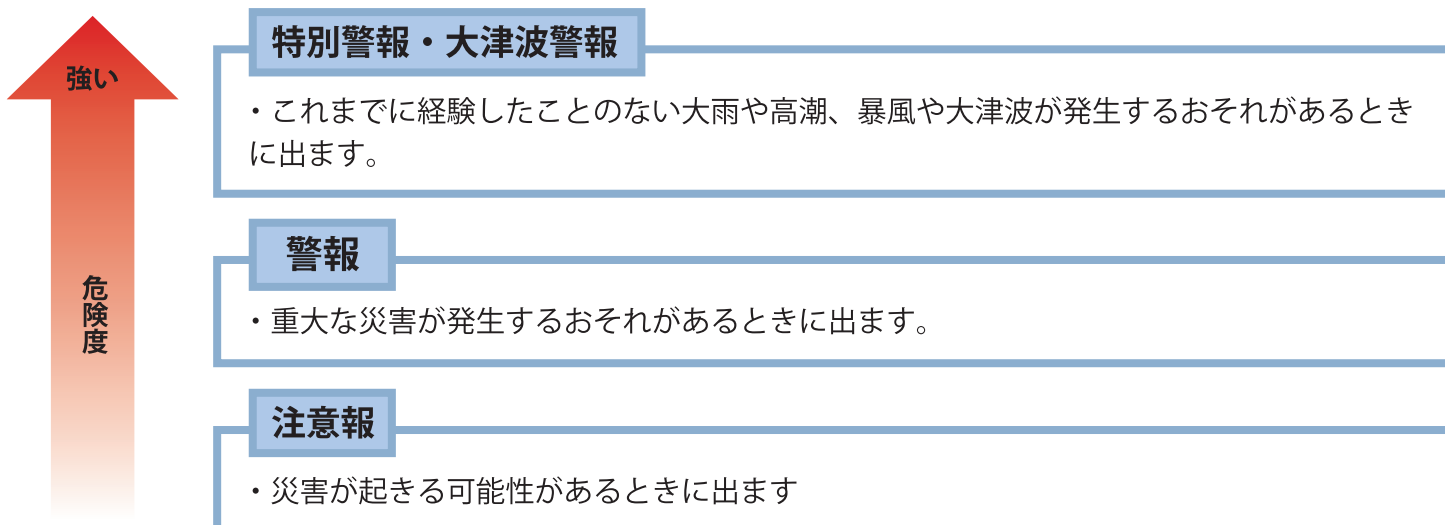 強い
危険度
特別警報・大津波警報
・これまでに経験したことのない大雨や高潮、暴風や大津波が発生するおそれがあるとき
に出ます。
警報
・重大な災害が発生するおそれがあるときに出ます。
注意報
・災害が起きる可能性があるときに出ます